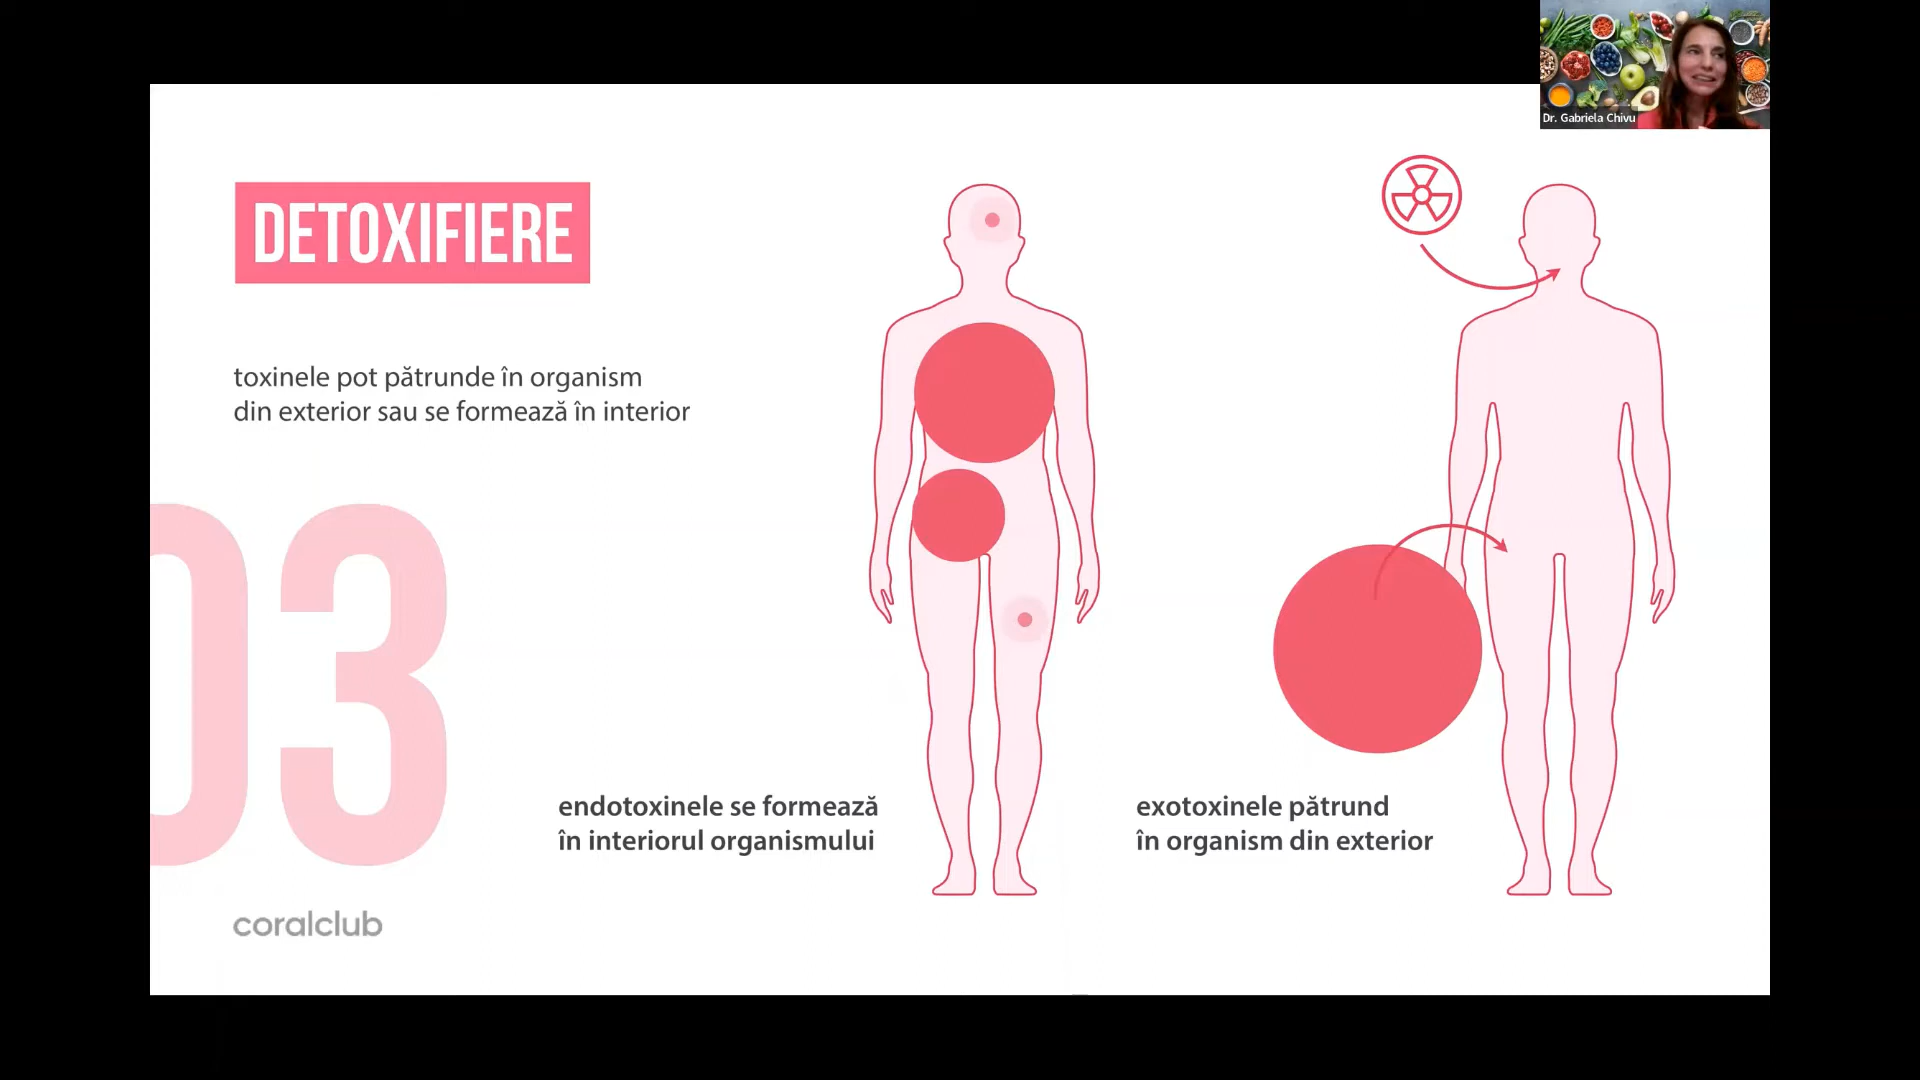 Dr. Gabriela Chivu
DETOXIFIERE
toxinele pot pătrunde în organism
din exterior sau se formează în interior
03
endotoxinele se formează
în interiorul organismului
exotoxinele pătrund
în organism din exterior
coralclub